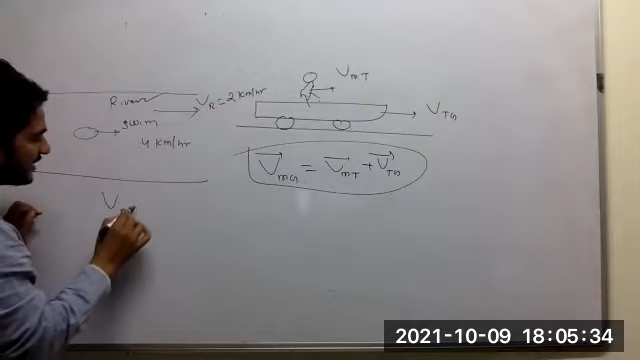 River
V_R = 2 km/hr
swim
4 km/hr
V_mT
V_TG
V_mG = V_mT + V_TG
V
2021-10-09 18:05:34